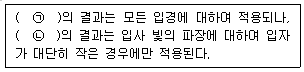 ( ㉠ )의 결과는 모든 입경에 대하여 적용되나,
( ㉡ )의 결과는 입사 빛의 파장에 대하여 입자
가 대단히 작은 경우에만 적용된다.